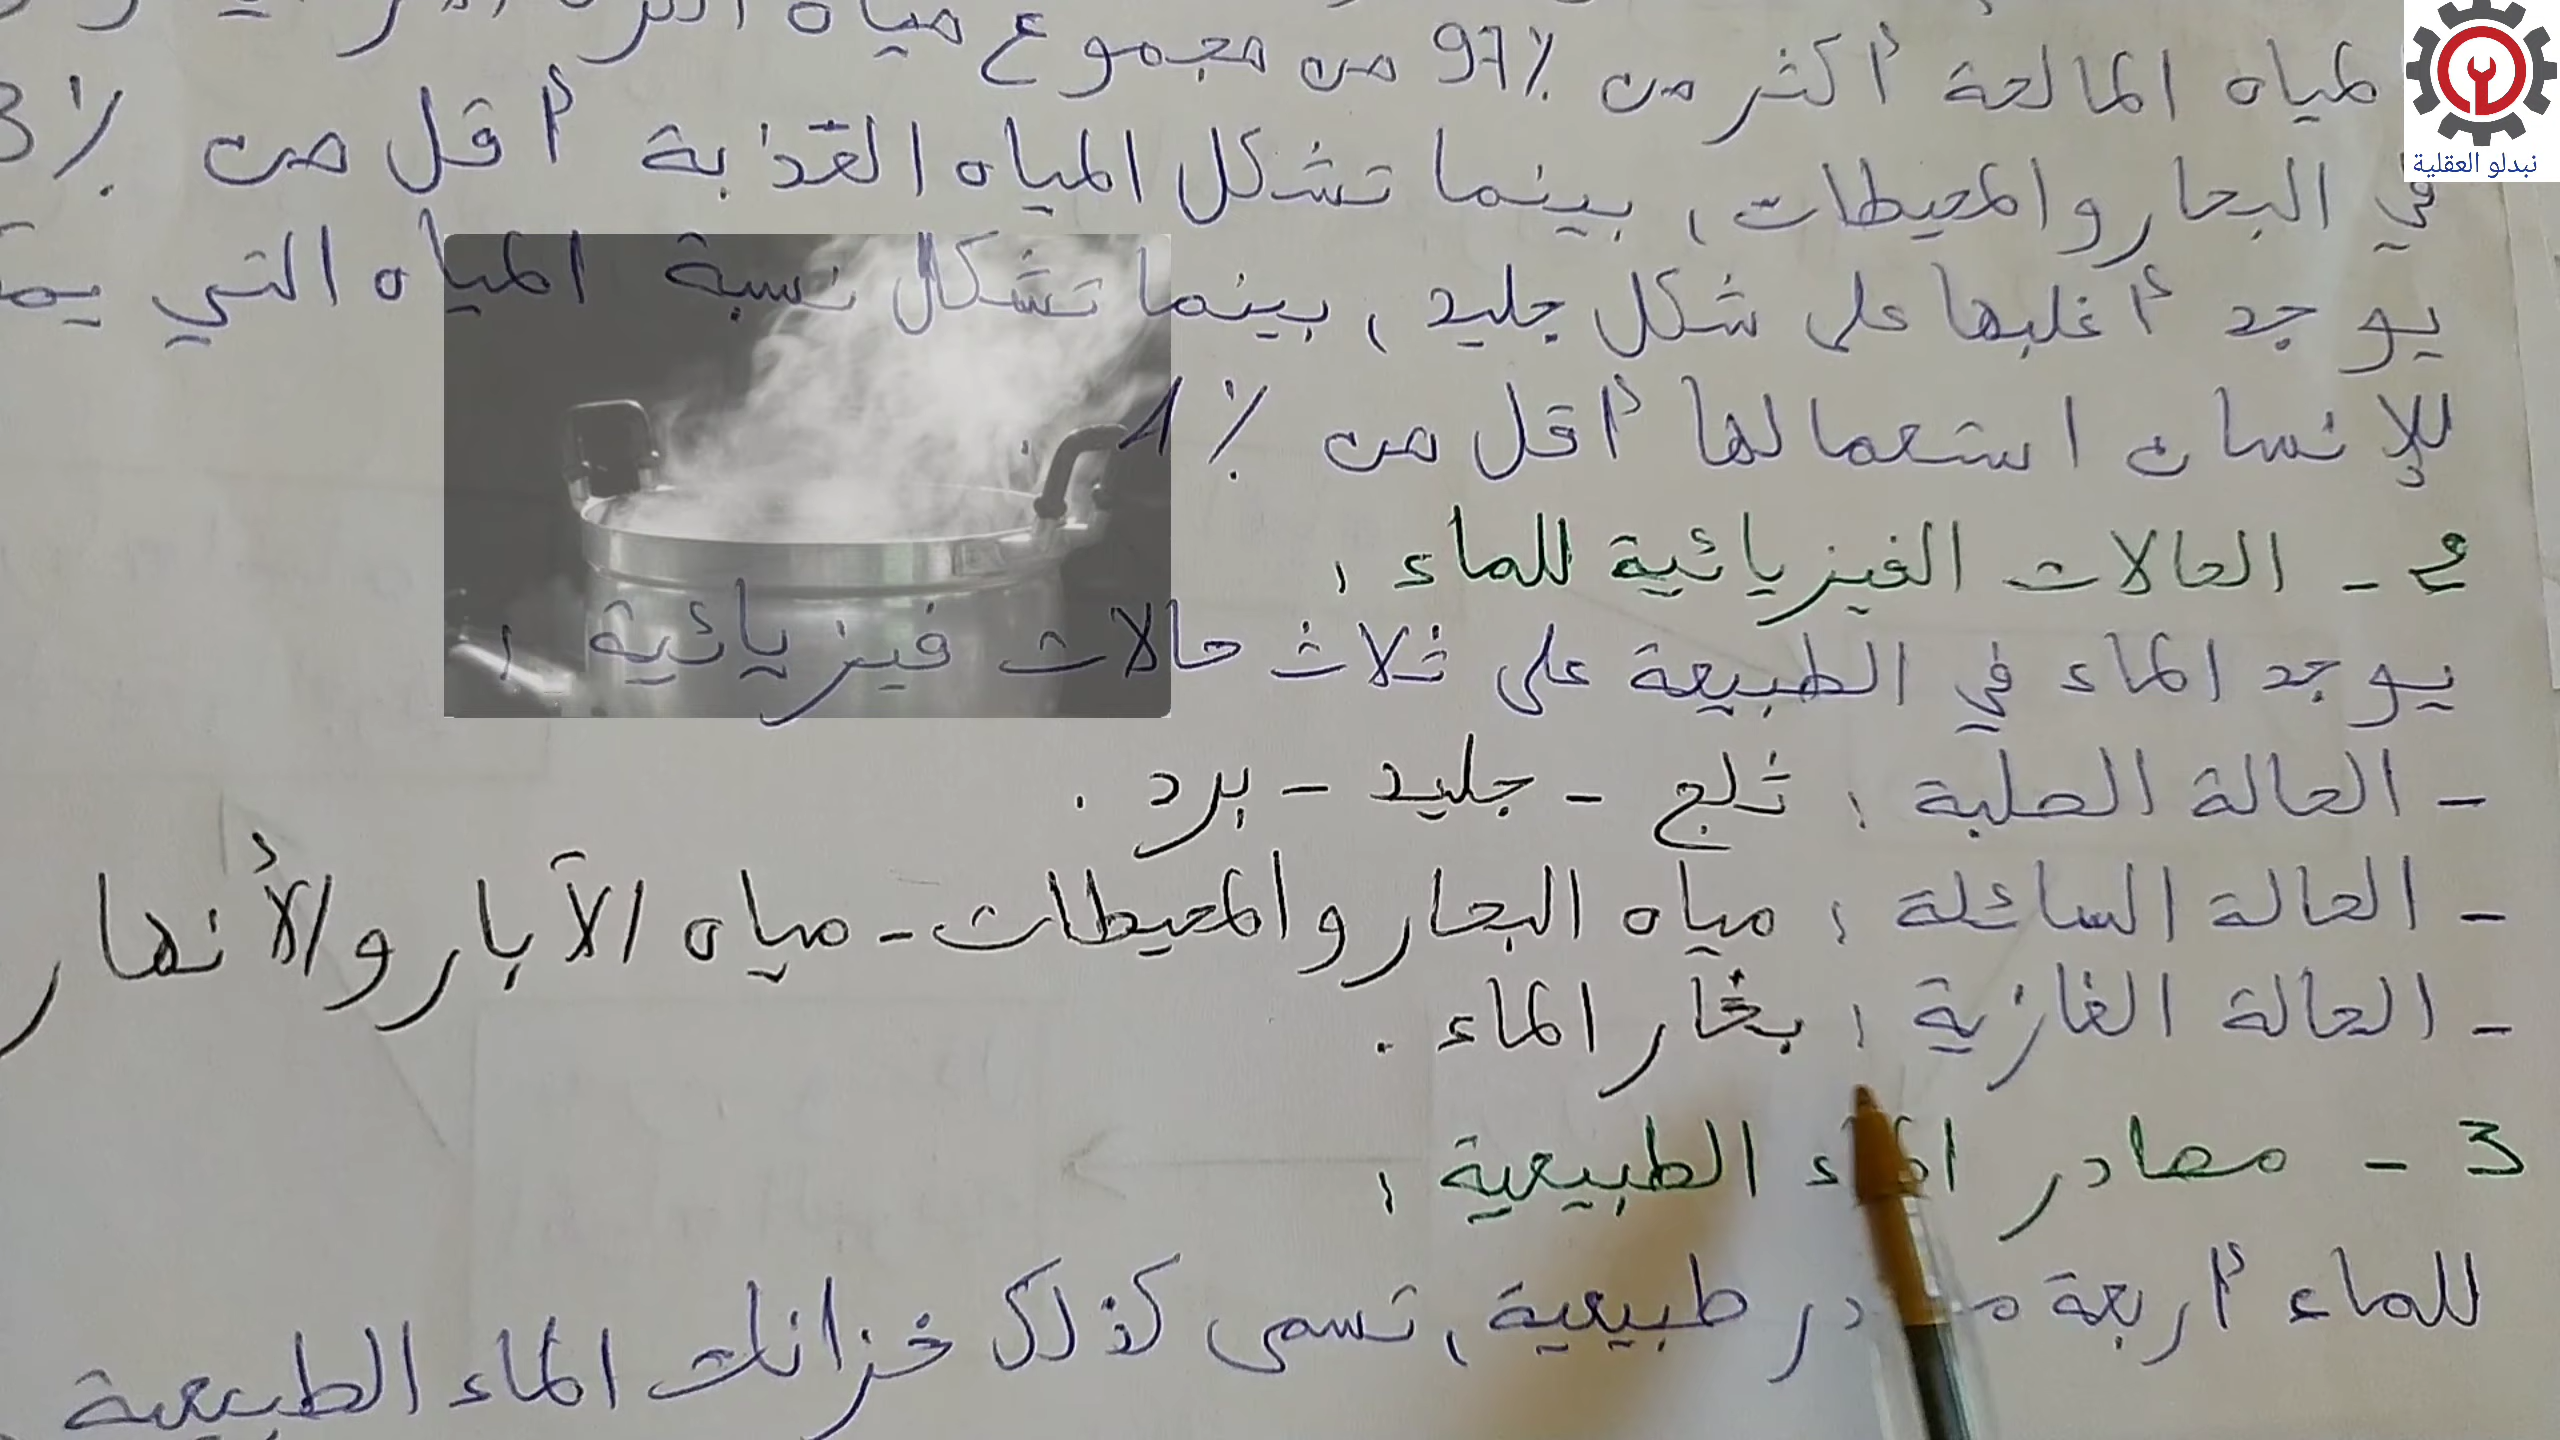 لمياه المالحة أكثر من 97% من مجموع مياه
في البحار والمحيطات، بينما تشكل المياه العذبة أقل من 3%
يوجد أغلبها على شكل جليد، بينما تشكل نسبة المياه التي
للإنسان استعمالها أقل من 1%.
2 - الحالات الفيزيائية للماء :
يوجد الماء في الطبيعة على ثلاث حالات فيزيائية :
- الحالة الصلبة : ثلج - جليد - برد .
- الحالة السائلة : مياه البحار والمحيطات - مياه الآبار والأنهار
- الحالة الغازية : بخار الماء .
3 - مصادر الماء الطبيعية :
للماء أربعة مصادر طبيعية، تسمى كذلك خزانات الماء الطبيعية
نبدلو العقلية